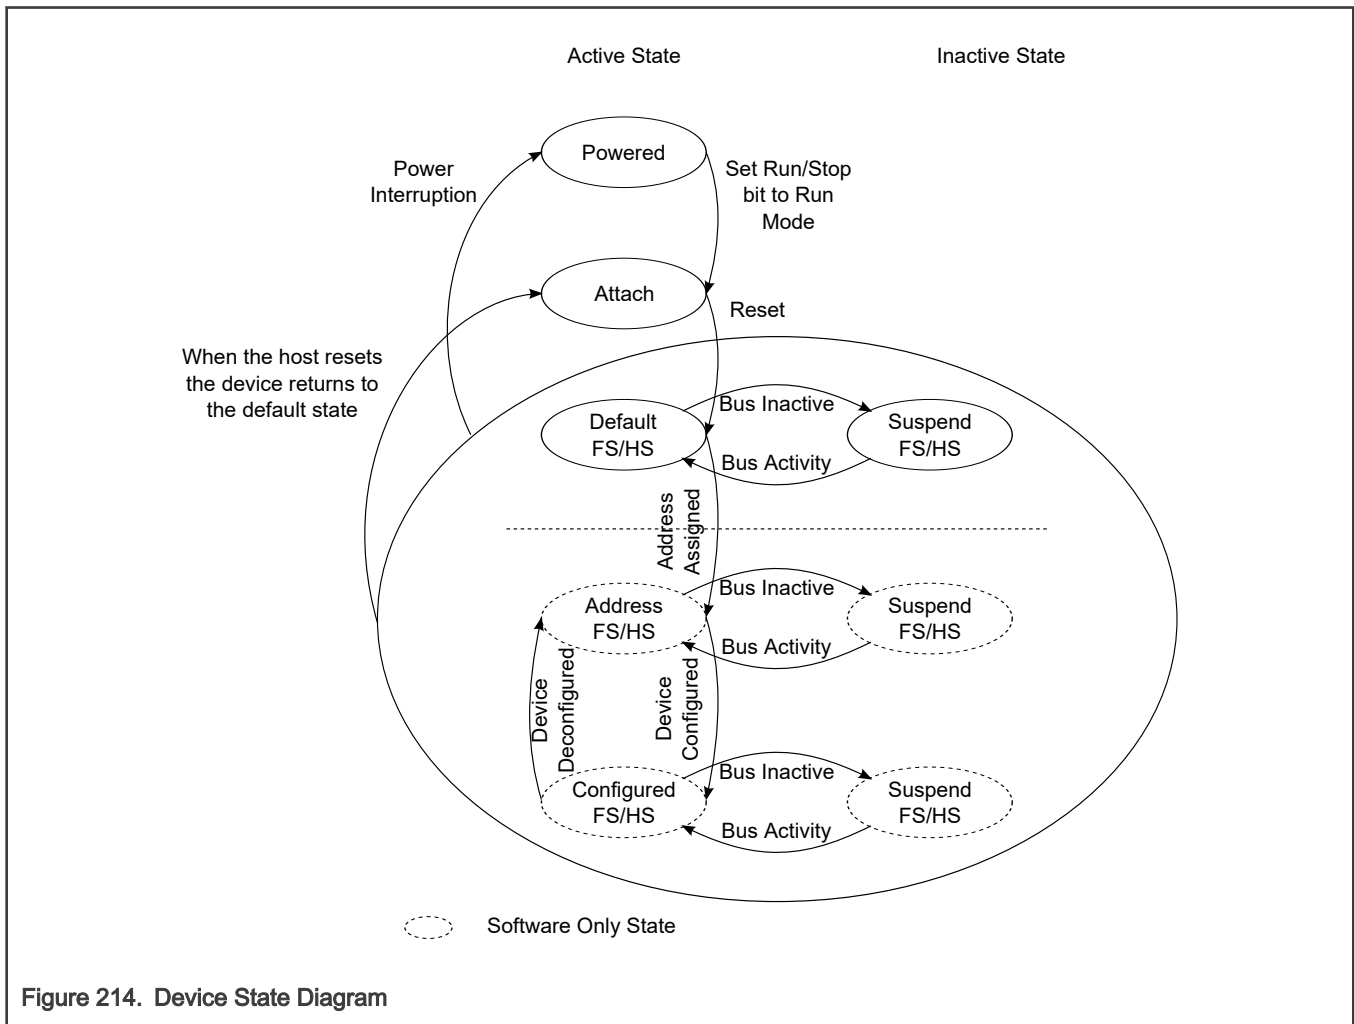 Active State
Inactive State
Powered
Power
Interruption
Set Run/Stop
bit to Run
Mode
Attach
Reset
When the host resets
the device returns to
the default state
Default
FS/HS
Bus Inactive
Bus Activity
Suspend
FS/HS
Address
Assigned
Address
FS/HS
Bus Inactive
Bus Activity
Suspend
FS/HS
Device
Deconfigured
Device
Configured
Configured
FS/HS
Bus Inactive
Bus Activity
Suspend
FS/HS
Software Only State
Figure 214. Device State Diagram